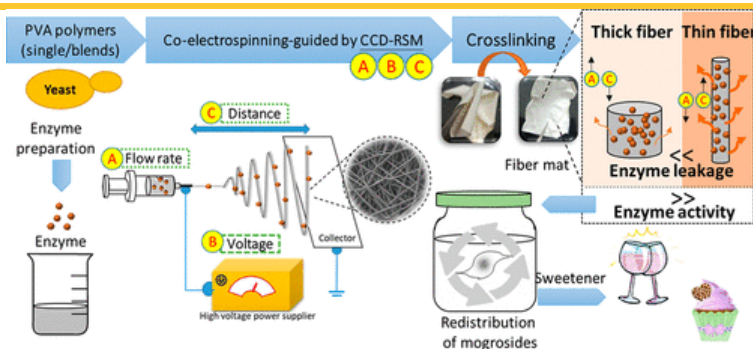 PVA polymers
(single/blends)
Co-electrospinning-guided by CCD-RSM
A B C
Crosslinking
Thick fiber
Thin fiber
Yeast
Enzyme
preparation
Enzyme
A Flow rate
C Distance
B Voltage
Collector
High voltage power supplier
Fiber mat
A C
A C
<<
Enzyme leakage
>>
Enzyme activity
Redistribution
of mogrosides
Sweetener